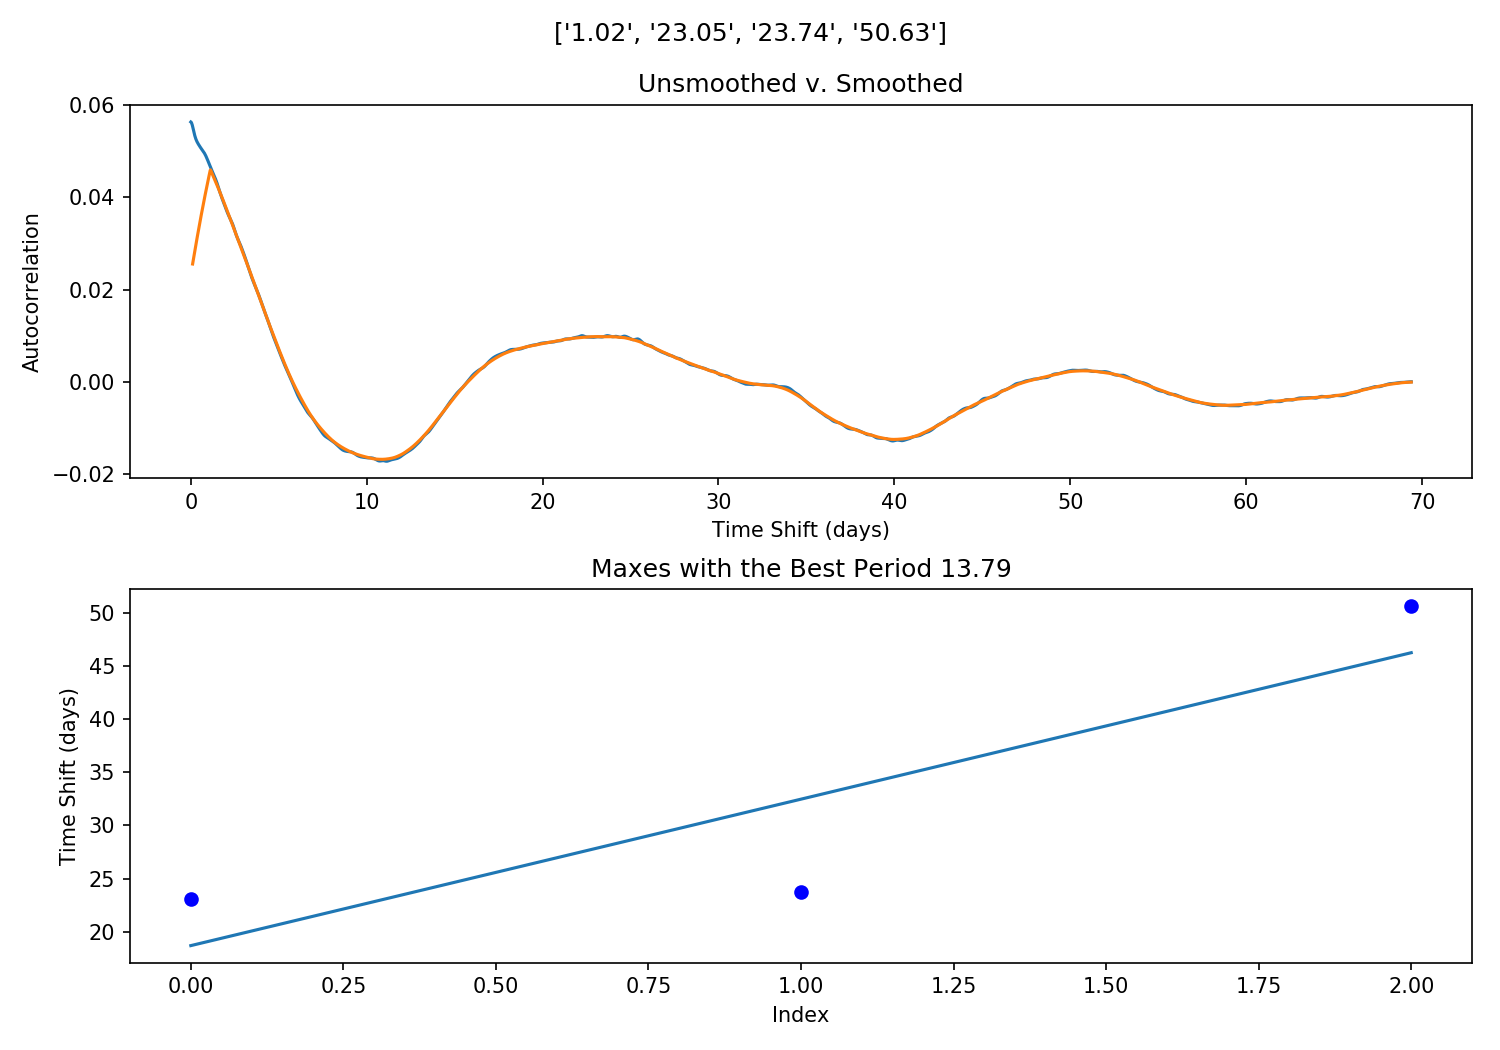 ['1.02', '23.05', '23.74', '50.63']
Unsmoothed v. Smoothed
0.06
0.04
0.02
0.00
−0.02
Autocorrelation
0 10 20 30 40 50 60 70
Time Shift (days)
Maxes with the Best Period 13.79
50
45
40
35
30
25
20
Time Shift (days)
0.00 0.25 0.50 0.75 1.00 1.25 1.50 1.75 2.00
Index